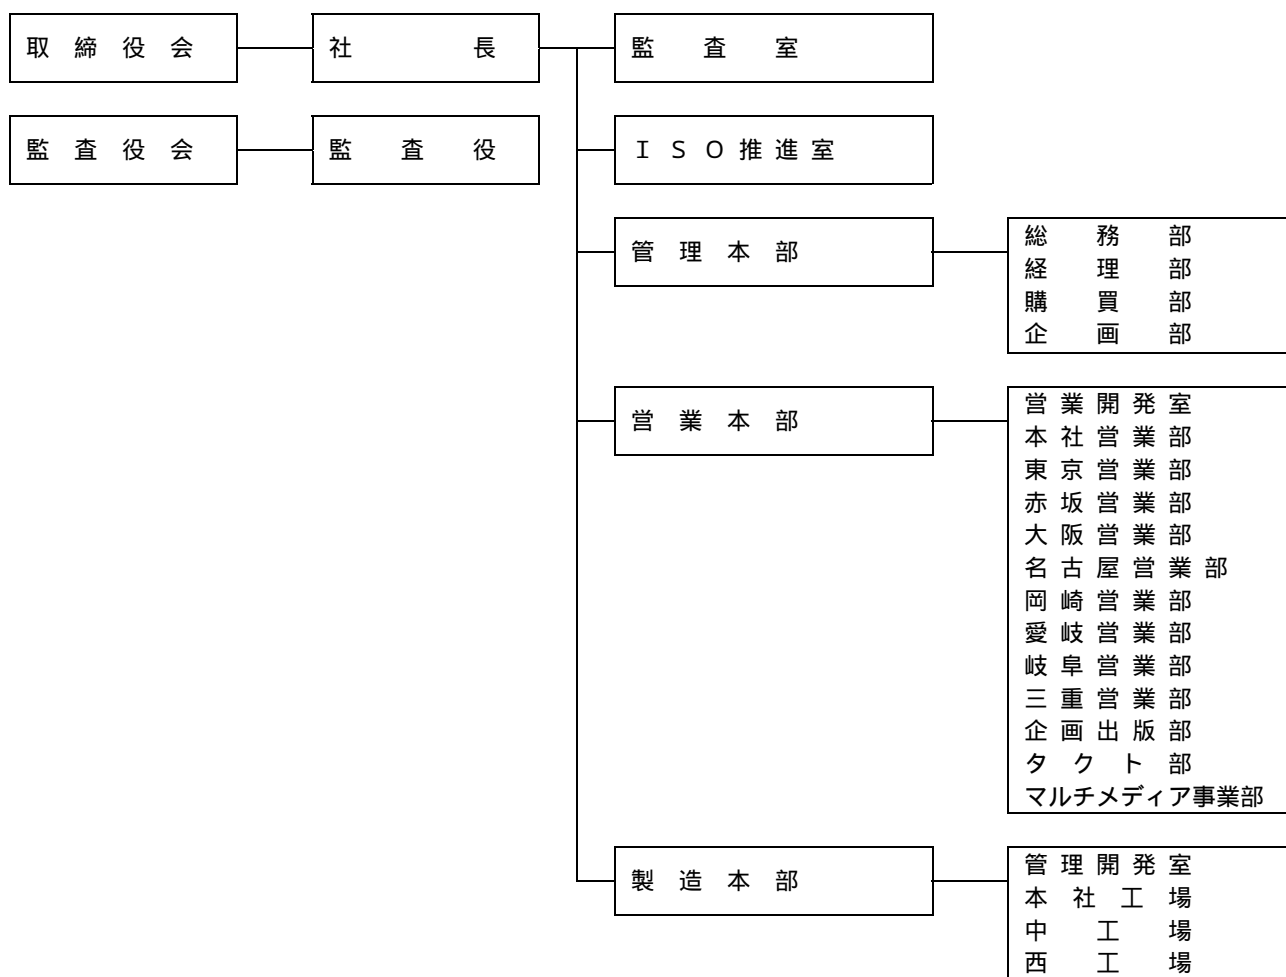 取締役会
社長
監査室
監査役会
監査役
ＩＳＯ推進室
管理本部
総務部
経理部
購買部
企画部
営業本部
営業開発室
本社営業部
東京営業部
赤坂営業部
大阪営業部
名古屋営業部
岡崎営業部
愛岐営業部
岐阜営業部
三重営業部
企画出版部
タクト部
マルチメディア事業部
製造本部
管理開発室
本社工場
中工場
西工場